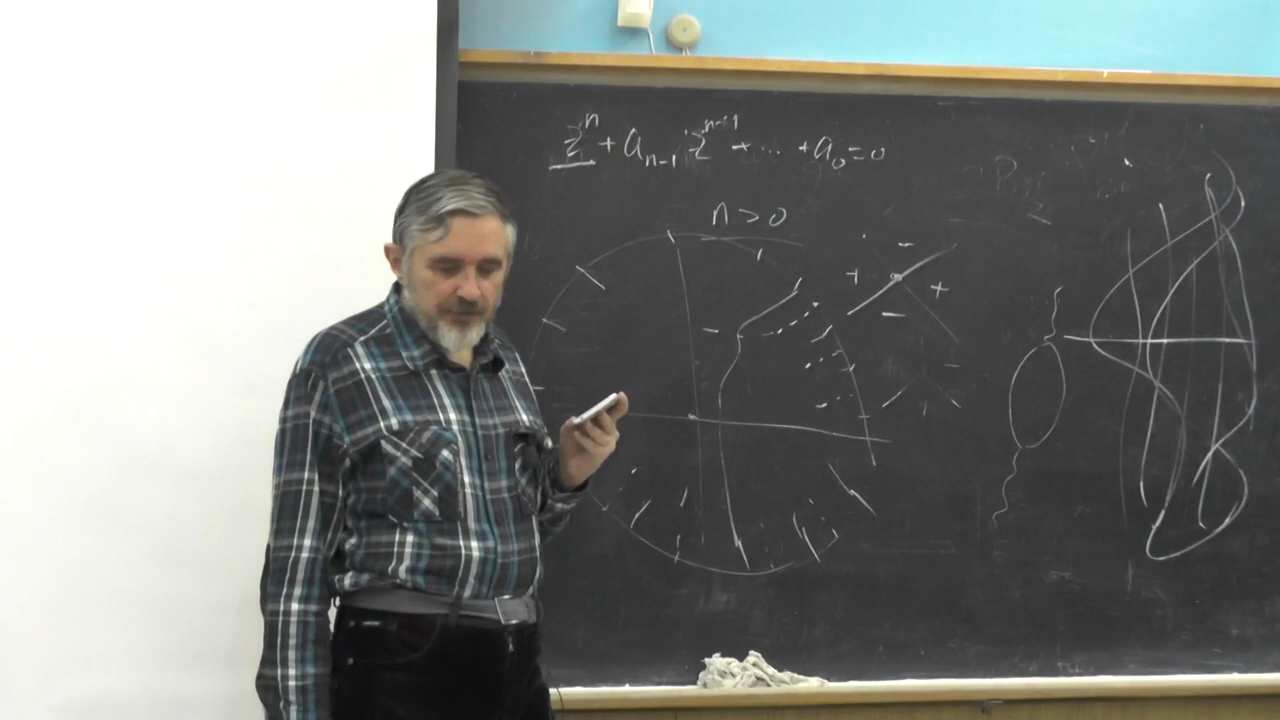 z^n + a_{n-1} z^{n-1} + ... + a_0 = 0
n > 0
- +
+ -
-